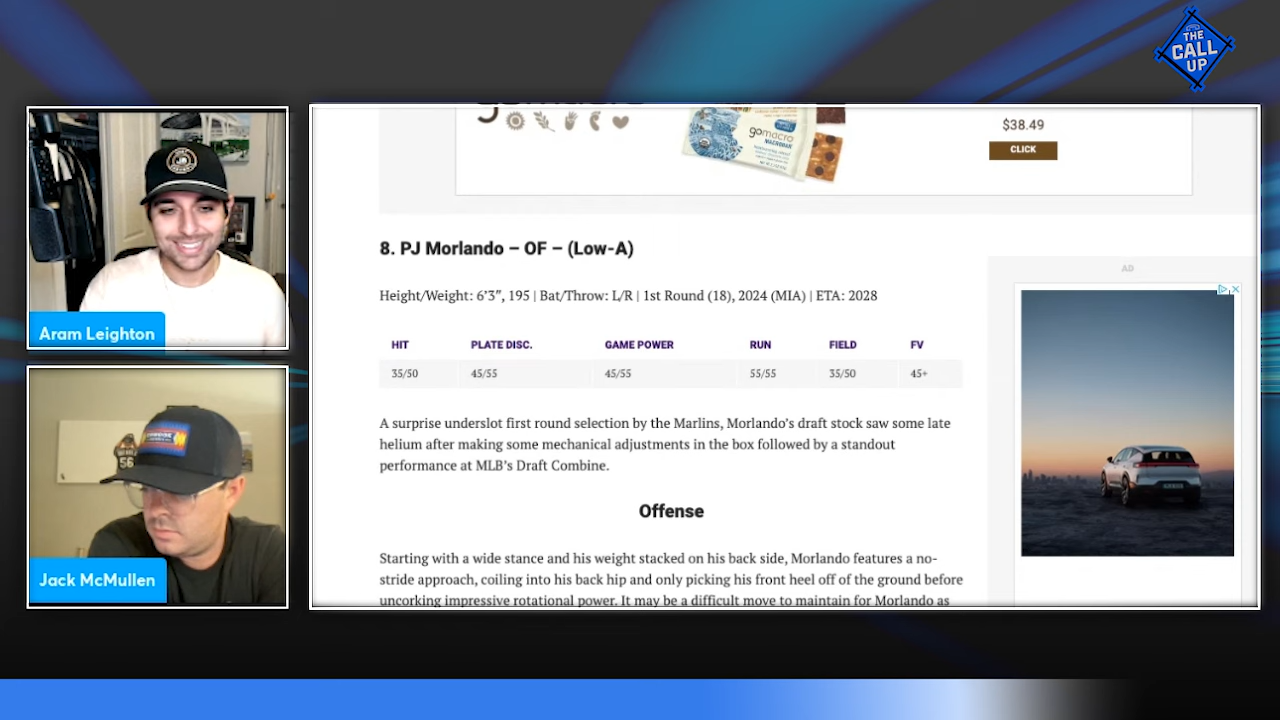 THE
CALL
UP
$38.49
gomacro
MACROBAR
CLICK
8. PJ Morlando – OF – (Low-A)
AD
Height/Weight: 6’3″, 195 | Bat/Throw: L/R | 1st Round (18), 2024 (MIA) | ETA: 2028
HIT PLATE DISC. GAME POWER RUN FIELD FV
35/50 45/55 45/55 55/55 35/50 45+
A surprise underslot first round selection by the Marlins, Morlando’s draft stock saw some late
helium after making some mechanical adjustments in the box followed by a standout
performance at MLB’s Draft Combine.
Offense
Starting with a wide stance and his weight stacked on his back side, Morlando features a no-
stride approach, coiling into his back hip and only picking his front heel off of the ground before
uncorking impressive rotational power. It may be a difficult move to maintain for Morlando as
Aram Leighton
56
Jack McMullen